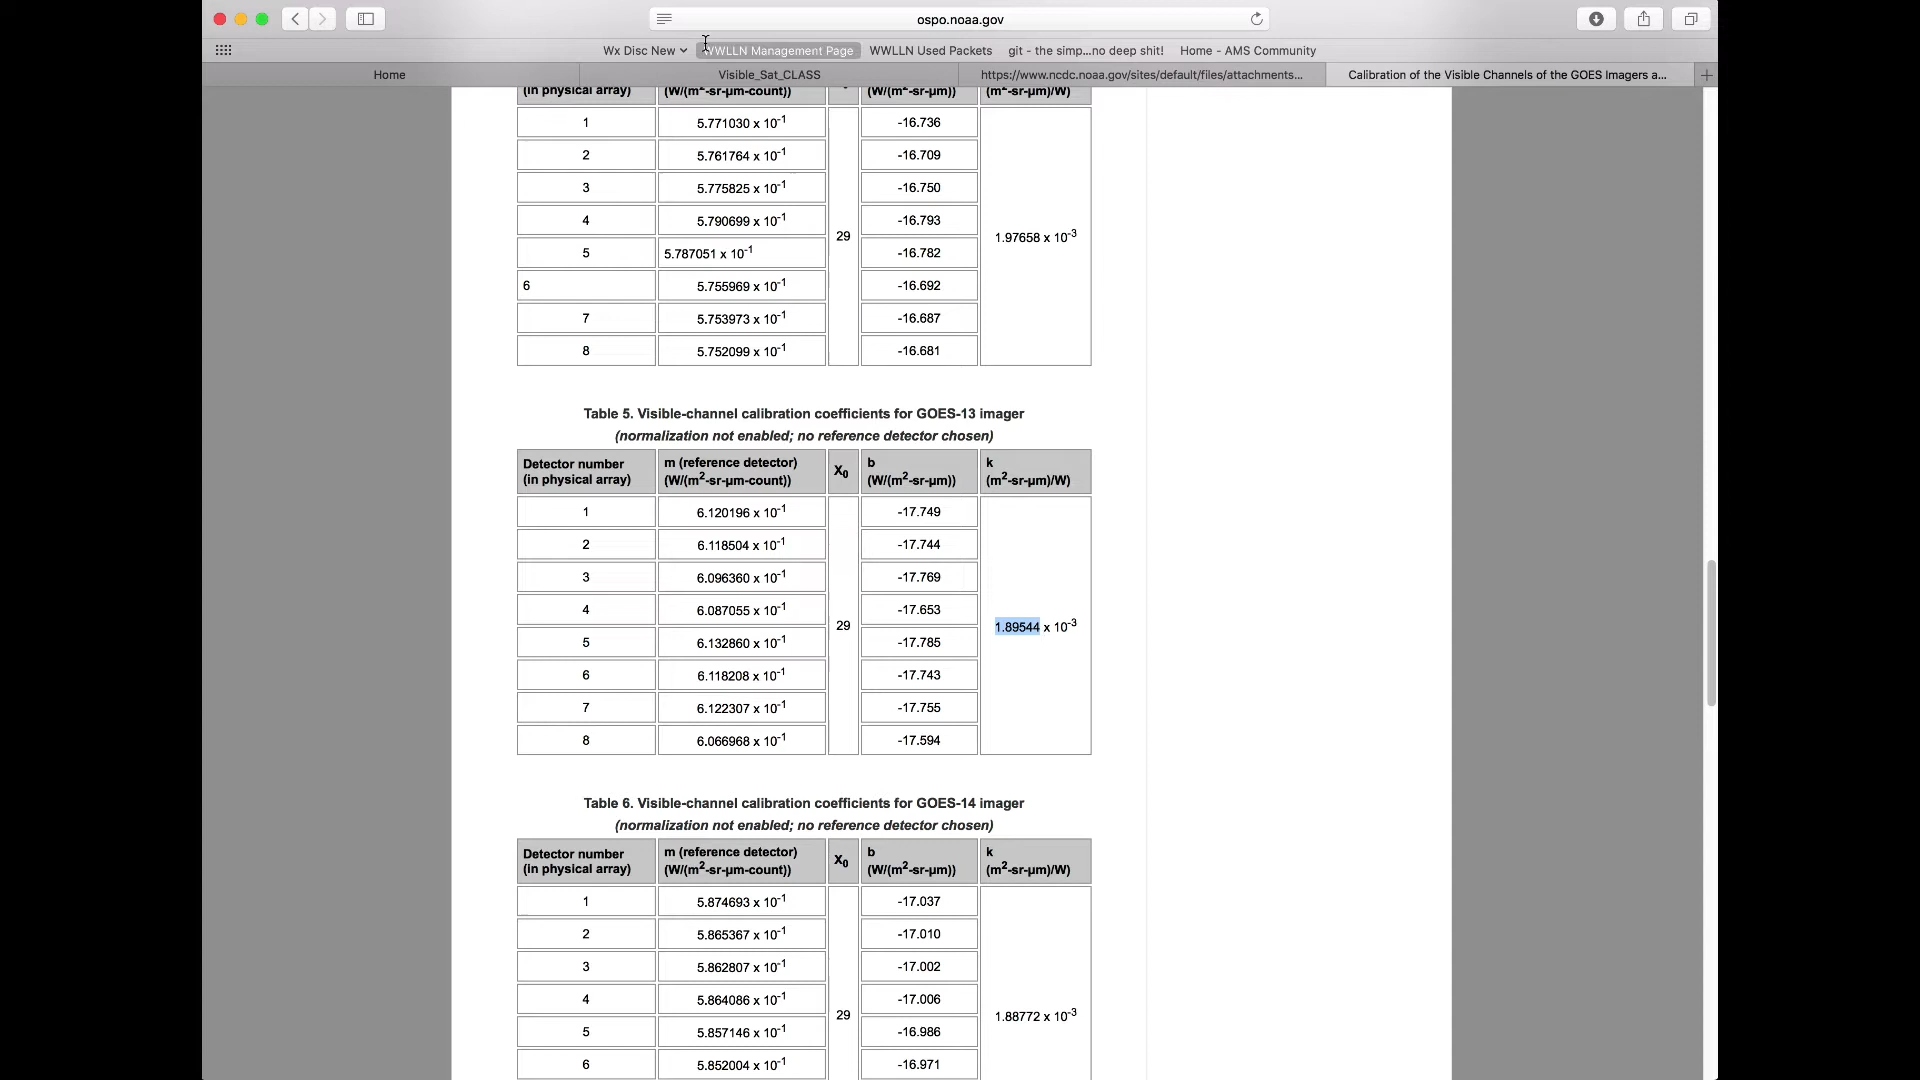 ospo.noaa.gov
Wx Disc New WWLLN Management Page WWLLN Used Packets git - the simp...no deep shit! Home - AMS Community
Home Visible_Sat_CLASS https://www.ncdc.noaa.gov/sites/default/files/attachments... Calibration of the Visible Channels of the GOES Imagers a...
(in physical array) (W/(m²-sr-µm-count)) (W/(m²-sr-µm)) (m²-sr-µm)/W)
1 5.771030 x 10⁻¹ -16.736
2 5.761764 x 10⁻¹ -16.709
3 5.775825 x 10⁻¹ -16.750
4 5.790699 x 10⁻¹ -16.793
29 1.97658 x 10⁻³
5 5.787051 x 10⁻¹ -16.782
6 5.755969 x 10⁻¹ -16.692
7 5.753973 x 10⁻¹ -16.687
8 5.752099 x 10⁻¹ -16.681
Table 5. Visible-channel calibration coefficients for GOES-13 imager
(normalization not enabled; no reference detector chosen)
Detector number m (reference detector) X₀ b k
(in physical array) (W/(m²-sr-µm-count)) (W/(m²-sr-µm)) (m²-sr-µm)/W)
1 6.120196 x 10⁻¹ -17.749
2 6.118504 x 10⁻¹ -17.744
3 6.096360 x 10⁻¹ -17.769
4 6.087055 x 10⁻¹ -17.653
29 1.89544 x 10⁻³
5 6.132860 x 10⁻¹ -17.785
6 6.118208 x 10⁻¹ -17.743
7 6.122307 x 10⁻¹ -17.755
8 6.066968 x 10⁻¹ -17.594
Table 6. Visible-channel calibration coefficients for GOES-14 imager
(normalization not enabled; no reference detector chosen)
Detector number m (reference detector) X₀ b k
(in physical array) (W/(m²-sr-µm-count)) (W/(m²-sr-µm)) (m²-sr-µm)/W)
1 5.874693 x 10⁻¹ -17.037
2 5.865367 x 10⁻¹ -17.010
3 5.862807 x 10⁻¹ -17.002
4 5.864086 x 10⁻¹ -17.006
29 1.88772 x 10⁻³
5 5.857146 x 10⁻¹ -16.986
6 5.852004 x 10⁻¹ -16.971